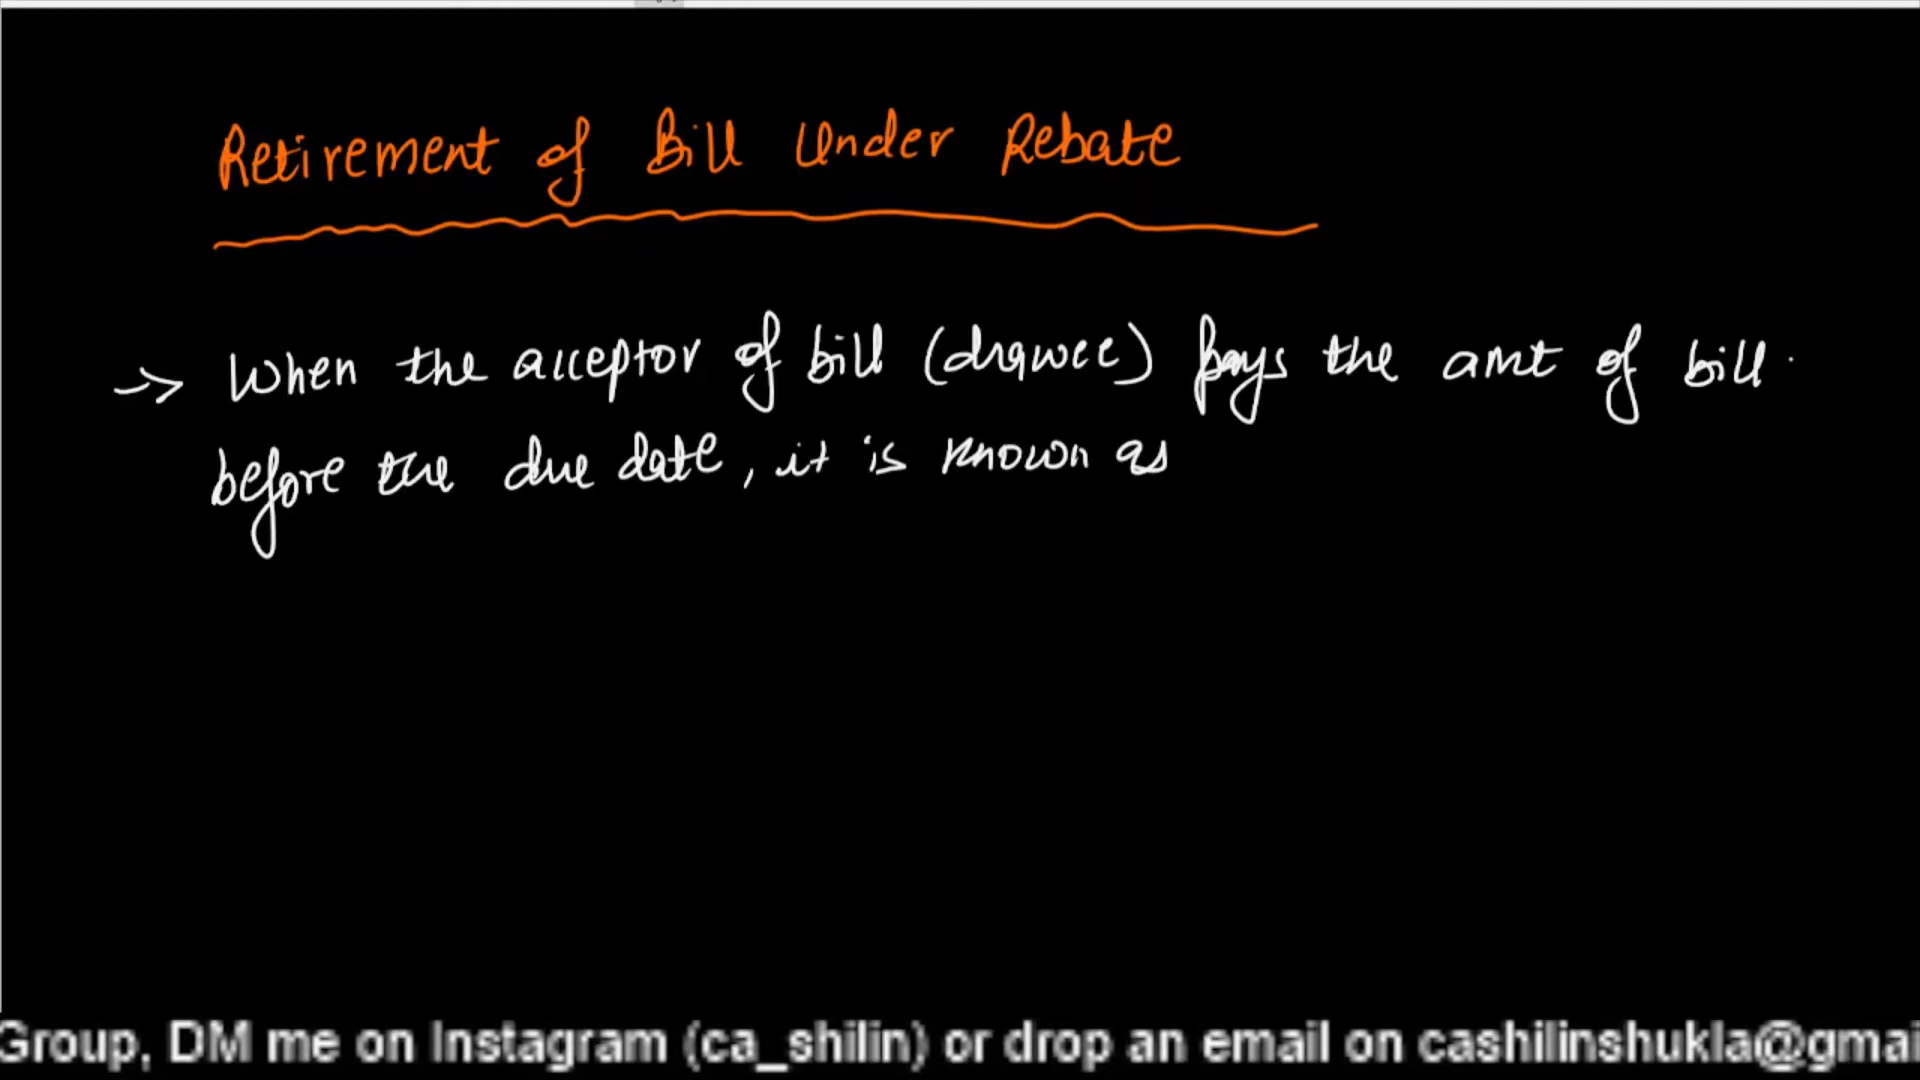 Retirement of Bill Under Rebate
→ When the acceptor of bill (drawee) pays the amt of bill
before the due date, it is known as
Group, DM me on Instagram (ca_shilin) or drop an email on cashilinshukla@gmai